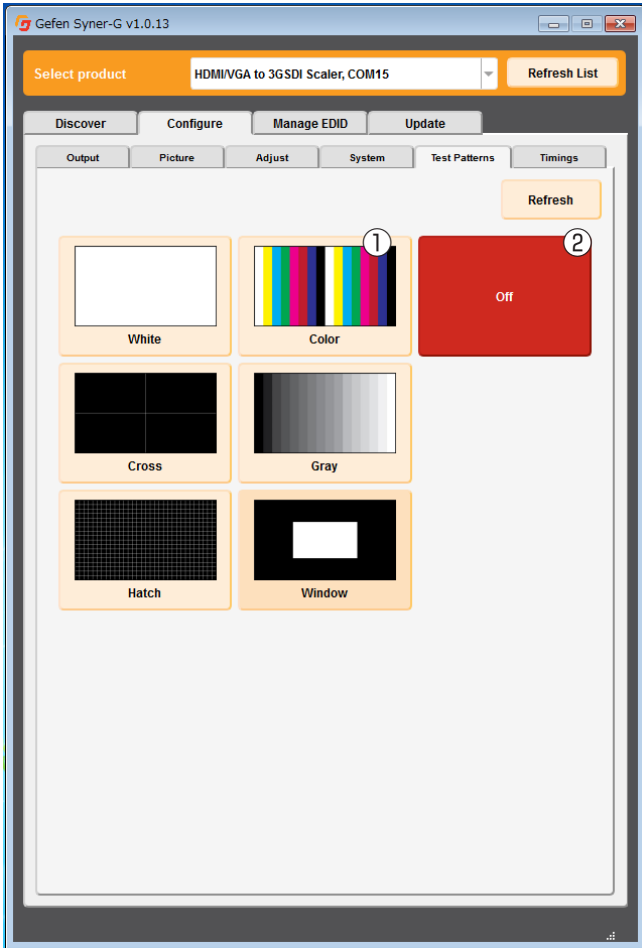 Gefen Syner-G v1.0.13
Select product HDMI/VGA to 3GSDI Scaler, COM15 Refresh List
Discover Configure Manage EDID Update
Output Picture Adjust System Test Patterns Timings
Refresh
① ②
Off
White Color
Cross Gray
Hatch Window